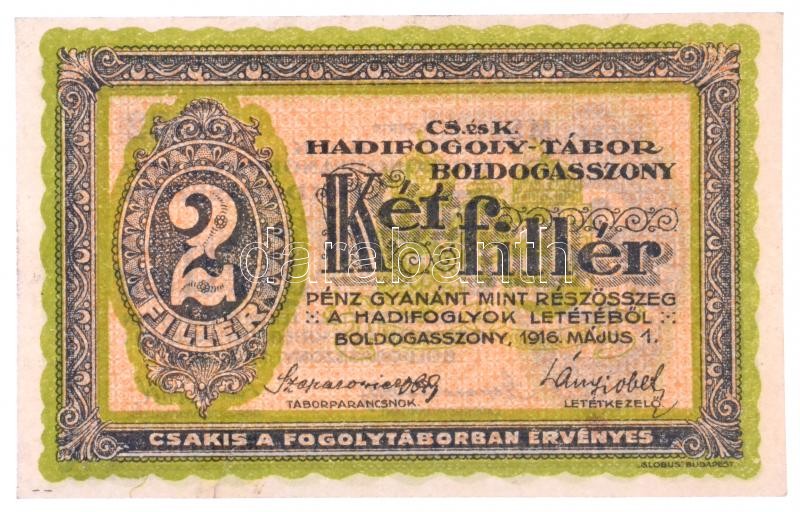 CS. és K.
HADIFOGOLY-TÁBOR
BOLDOGASSZONY
Két
fillér
2
FILLÉR
PÉNZ GYANÁNT MINT RÉSZÖSSZEG
A HADIFOGLYOK LETÉTÉBŐL
BOLDOGASSZONY, 1916. MÁJUS 1.
TÁBORPARANCSNOK.
LETÉTKEZELŐ
CSAKIS A FOGOLYTÁBORBAN ÉRVÉNYES
"GLOBUS" BUDAPEST
darabanth